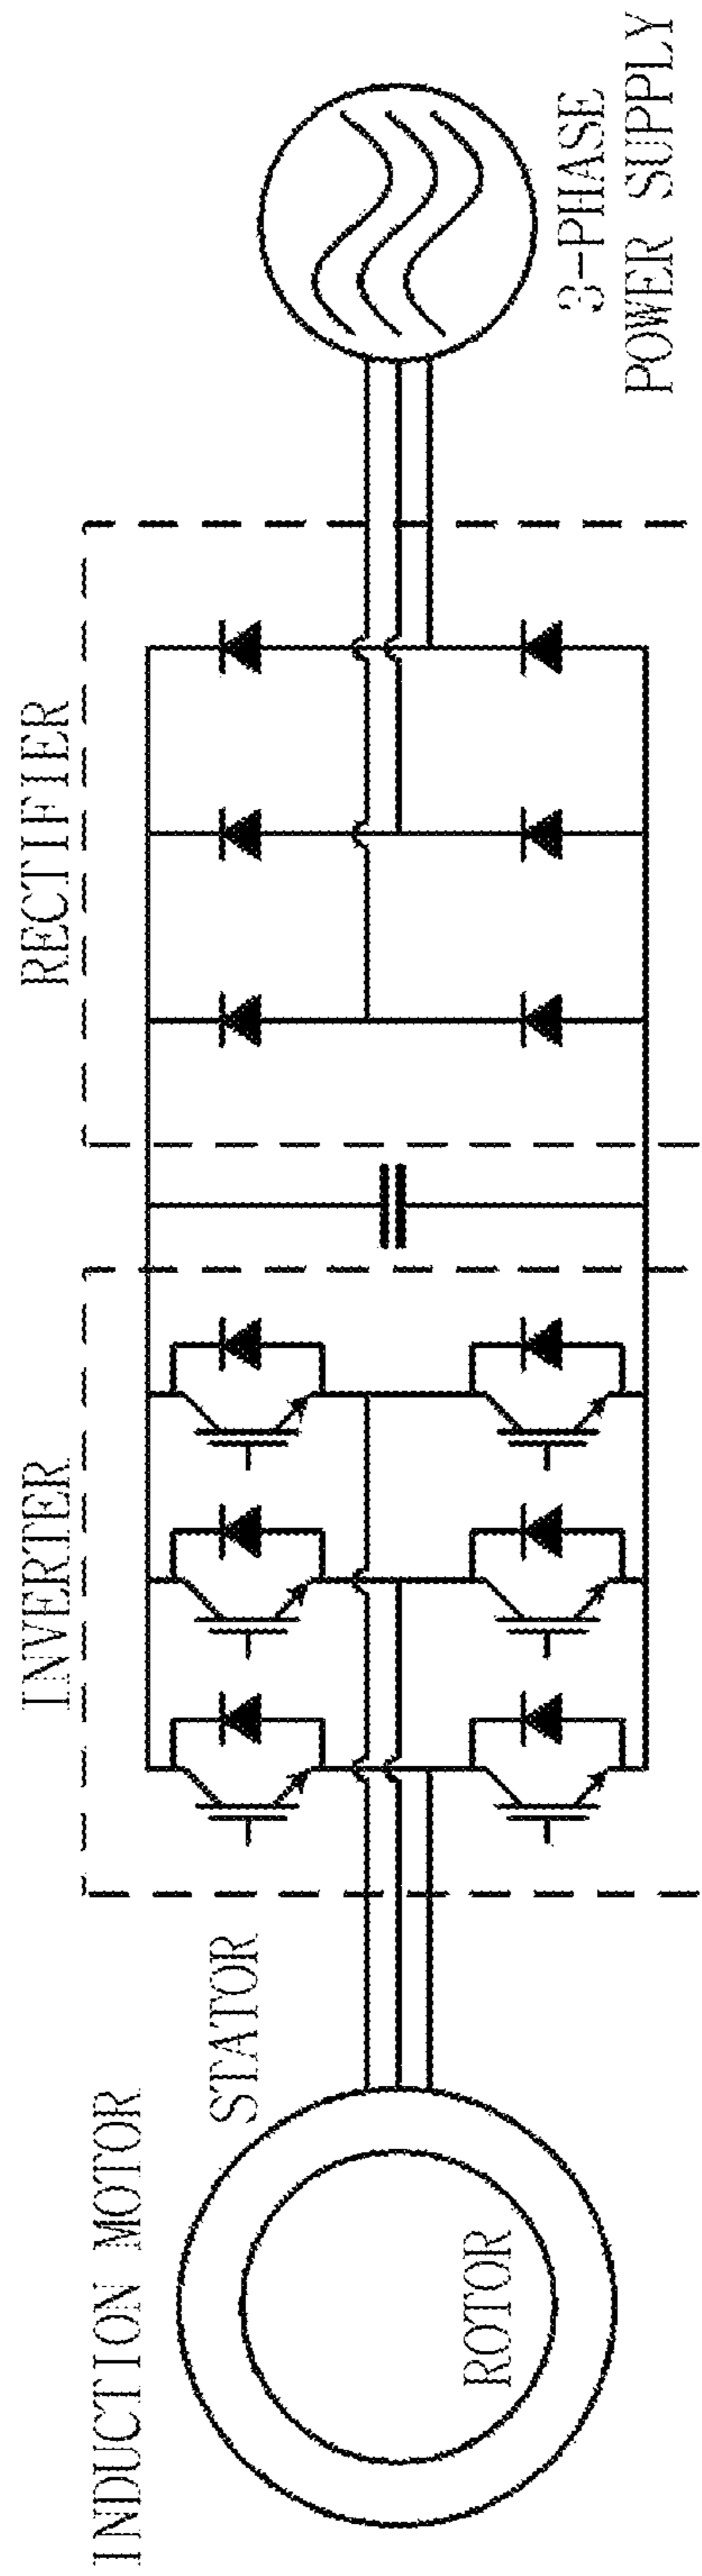 INDUCTION MOTOR
STATOR
ROTOR
INVERTER
RECTIFIER
3-PHASE
POWER SUPPLY